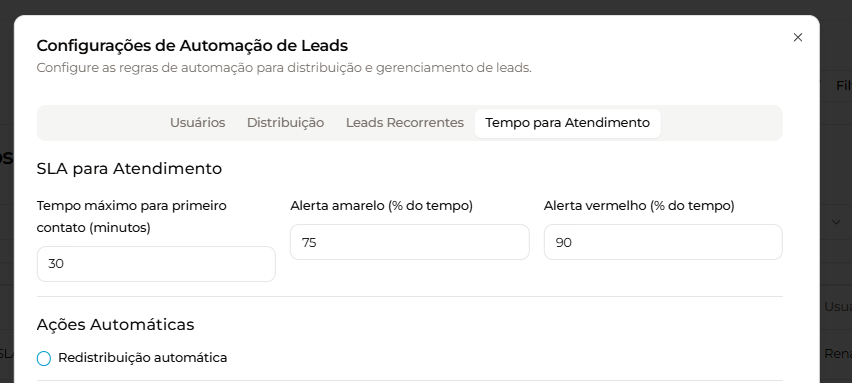 Configurações de Automação de Leads
Configure as regras de automação para distribuição e gerenciamento de leads.
Usuários
Distribuição
Leads Recorrentes
Tempo para Atendimento
SLA para Atendimento
Tempo máximo para primeiro
contato (minutos)
30
Alerta amarelo (% do tempo)
75
Alerta vermelho (% do tempo)
90
Ações Automáticas
Redistribuição automática